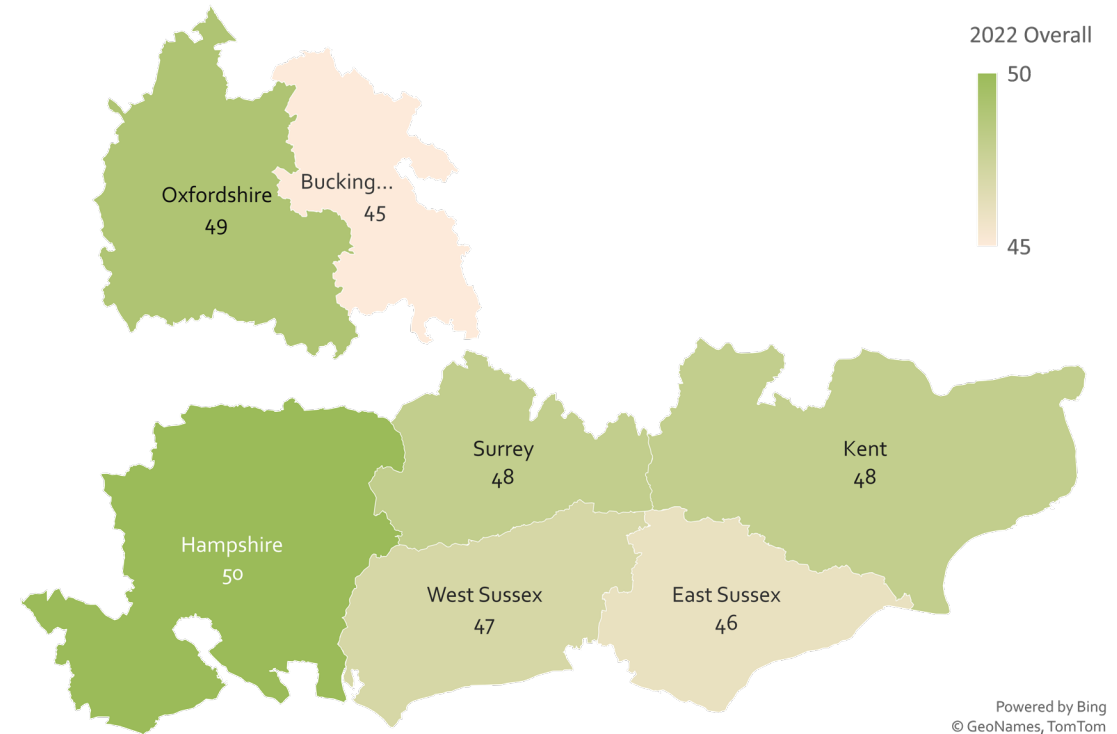 2022 Overall
50
45
Oxfordshire
49
Bucking...
45
Surrey
48
Kent
48
Hampshire
50
West Sussex
47
East Sussex
46
Powered by Bing
© GeoNames, TomTom